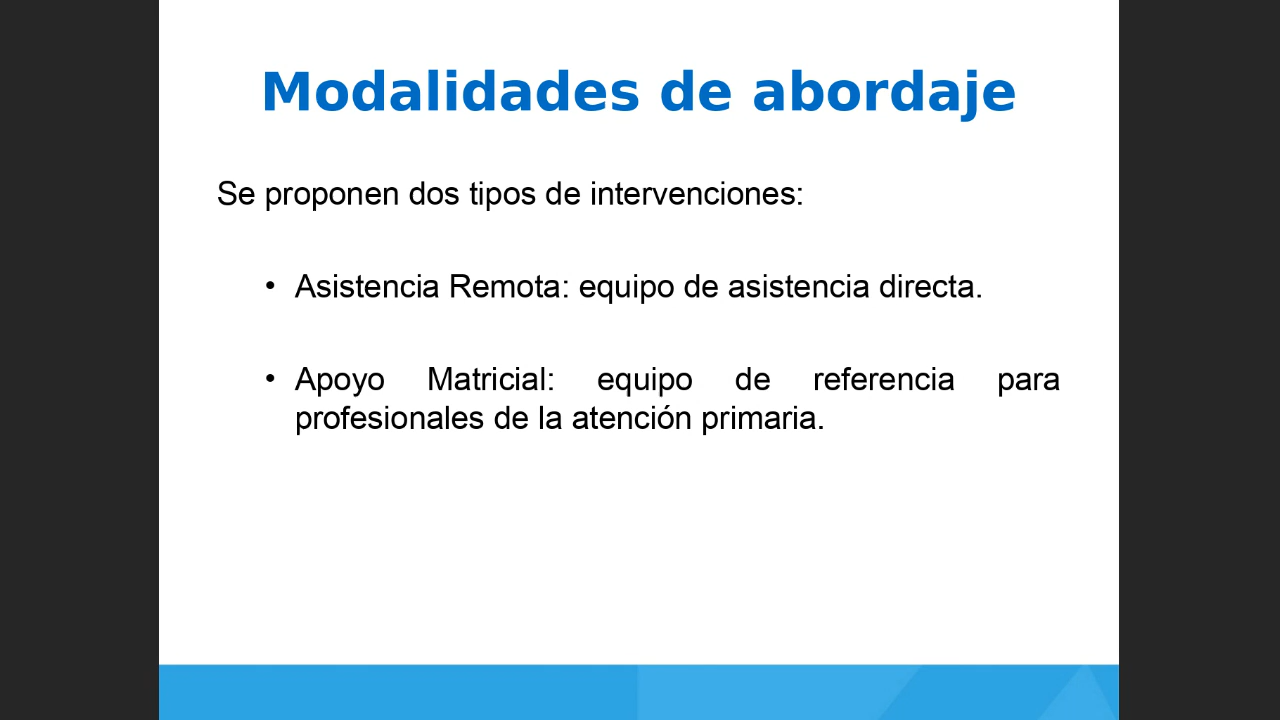 Modalidades de abordaje
Se proponen dos tipos de intervenciones:
• Asistencia Remota: equipo de asistencia directa.
• Apoyo Matricial: equipo de referencia para
profesionales de la atención primaria.